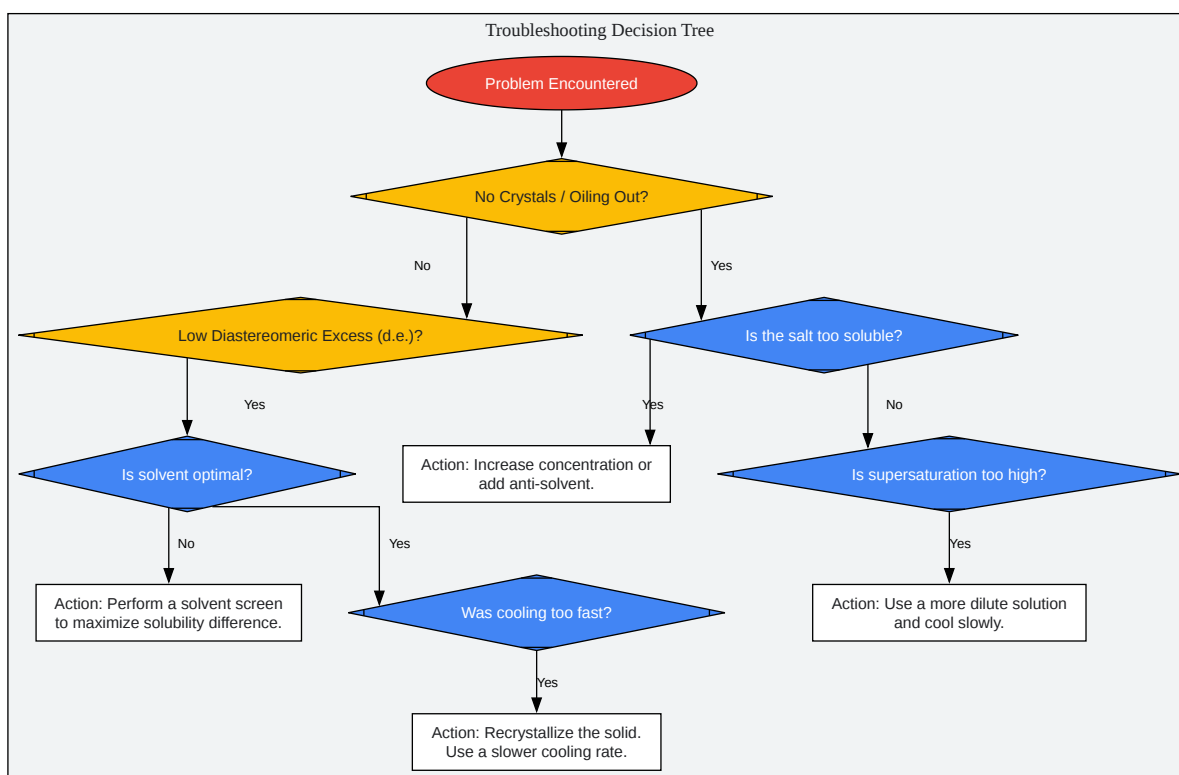 Troubleshooting Decision Tree
Problem Encountered
No Crystals / Oiling Out?
No
Yes
Low Diastereomeric Excess (d.e.)?
Is the salt too soluble?
Yes
Yes
No
Is solvent optimal?
Action: Increase concentration or
add anti-solvent.
Is supersaturation too high?
No
Yes
Yes
Action: Perform a solvent screen
to maximize solubility difference.
Was cooling too fast?
Action: Use a more dilute solution
and cool slowly.
Yes
Action: Recrystallize the solid.
Use a slower cooling rate.